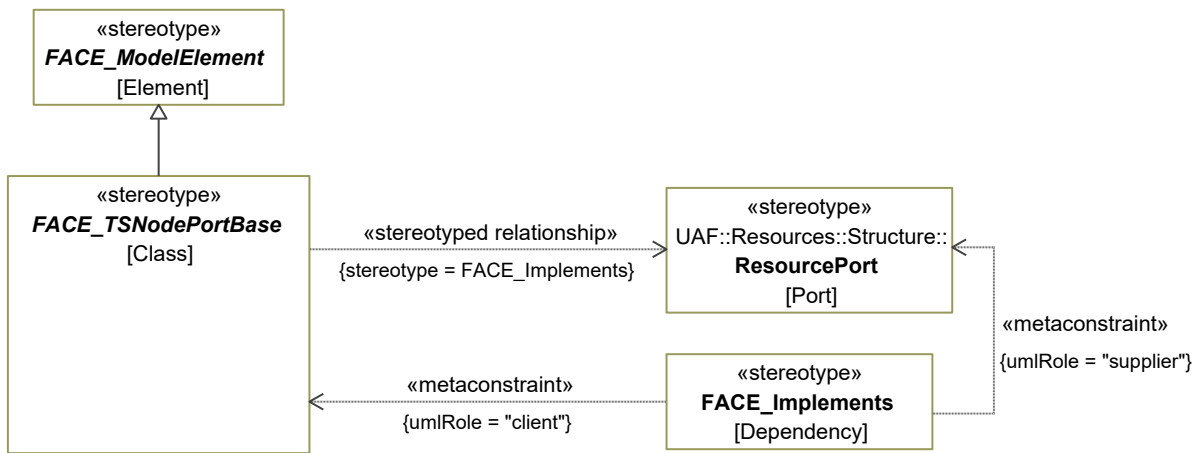 «stereotype»
FACE_ModelElement
[Element]
«stereotype»
FACE_TSNodePortBase
[Class]
«stereotyped relationship»
{stereotype = FACE_Implements}
«stereotype»
UAF::Resources::Structure::
ResourcePort
[Port]
«metaconstraint»
{umlRole = "supplier"}
«metaconstraint»
{umlRole = "client"}
«stereotype»
FACE_Implements
[Dependency]